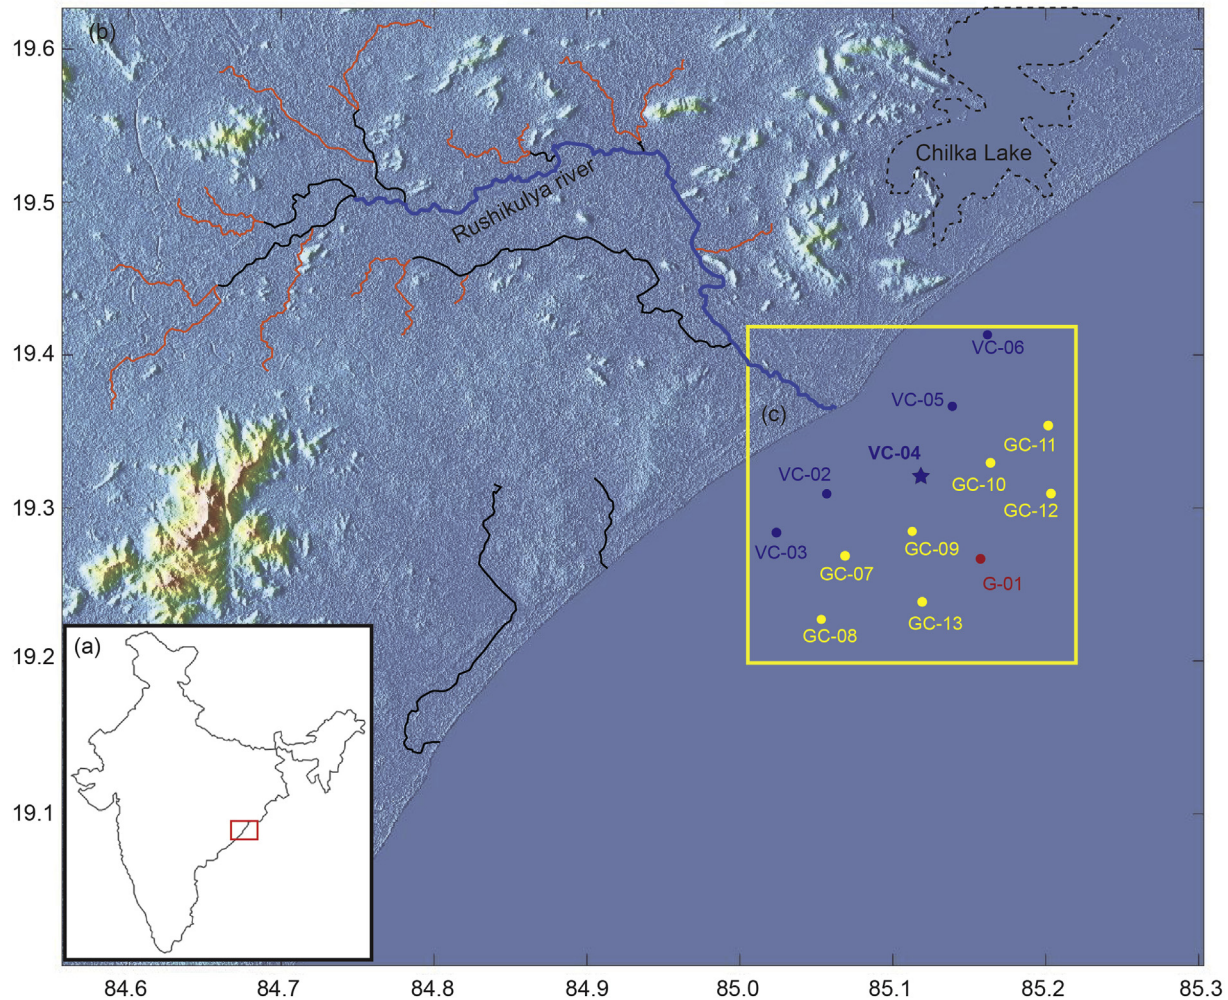 (b)
19.6
19.5
19.4
19.3
19.2
19.1
Chilka Lake
Rushikulya river
(c)
VC-06
VC-05
GC-11
VC-04
GC-10
VC-02
GC-12
GC-09
VC-03
GC-07
G-01
GC-13
GC-08
(a)
84.6 84.7 84.8 84.9 85.0 85.1 85.2 85.3